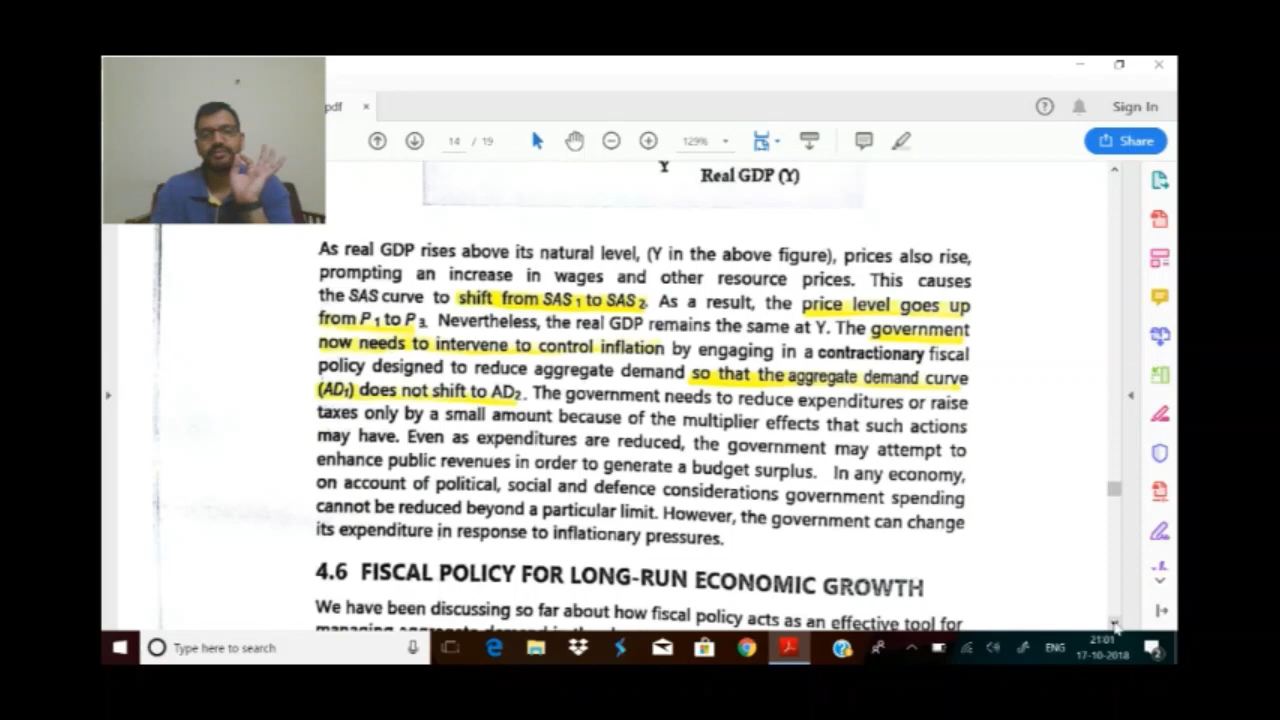 pdf
Sign In
14 / 19
129%
Share
Y
Real GDP (Y)
As real GDP rises above its natural level, (Y in the above figure), prices also rise,
prompting an increase in wages and other resource prices. This causes
the SAS curve to shift from SAS 1 to SAS 2. As a result, the price level goes up
from P 1 to P 3. Nevertheless, the real GDP remains the same at Y. The government
now needs to intervene to control inflation by engaging in a contractionary fiscal
policy designed to reduce aggregate demand so that the aggregate demand curve
(AD1) does not shift to AD2. The government needs to reduce expenditures or raise
taxes only by a small amount because of the multiplier effects that such actions
may have. Even as expenditures are reduced, the government may attempt to
enhance public revenues in order to generate a budget surplus. In any economy,
on account of political, social and defence considerations government spending
cannot be reduced beyond a particular limit. However, the government can change
its expenditure in response to inflationary pressures.
4.6 FISCAL POLICY FOR LONG-RUN ECONOMIC GROWTH
We have been discussing so far about how fiscal policy acts as an effective tool for
Type here to search
ENG
21:01
17-10-2018